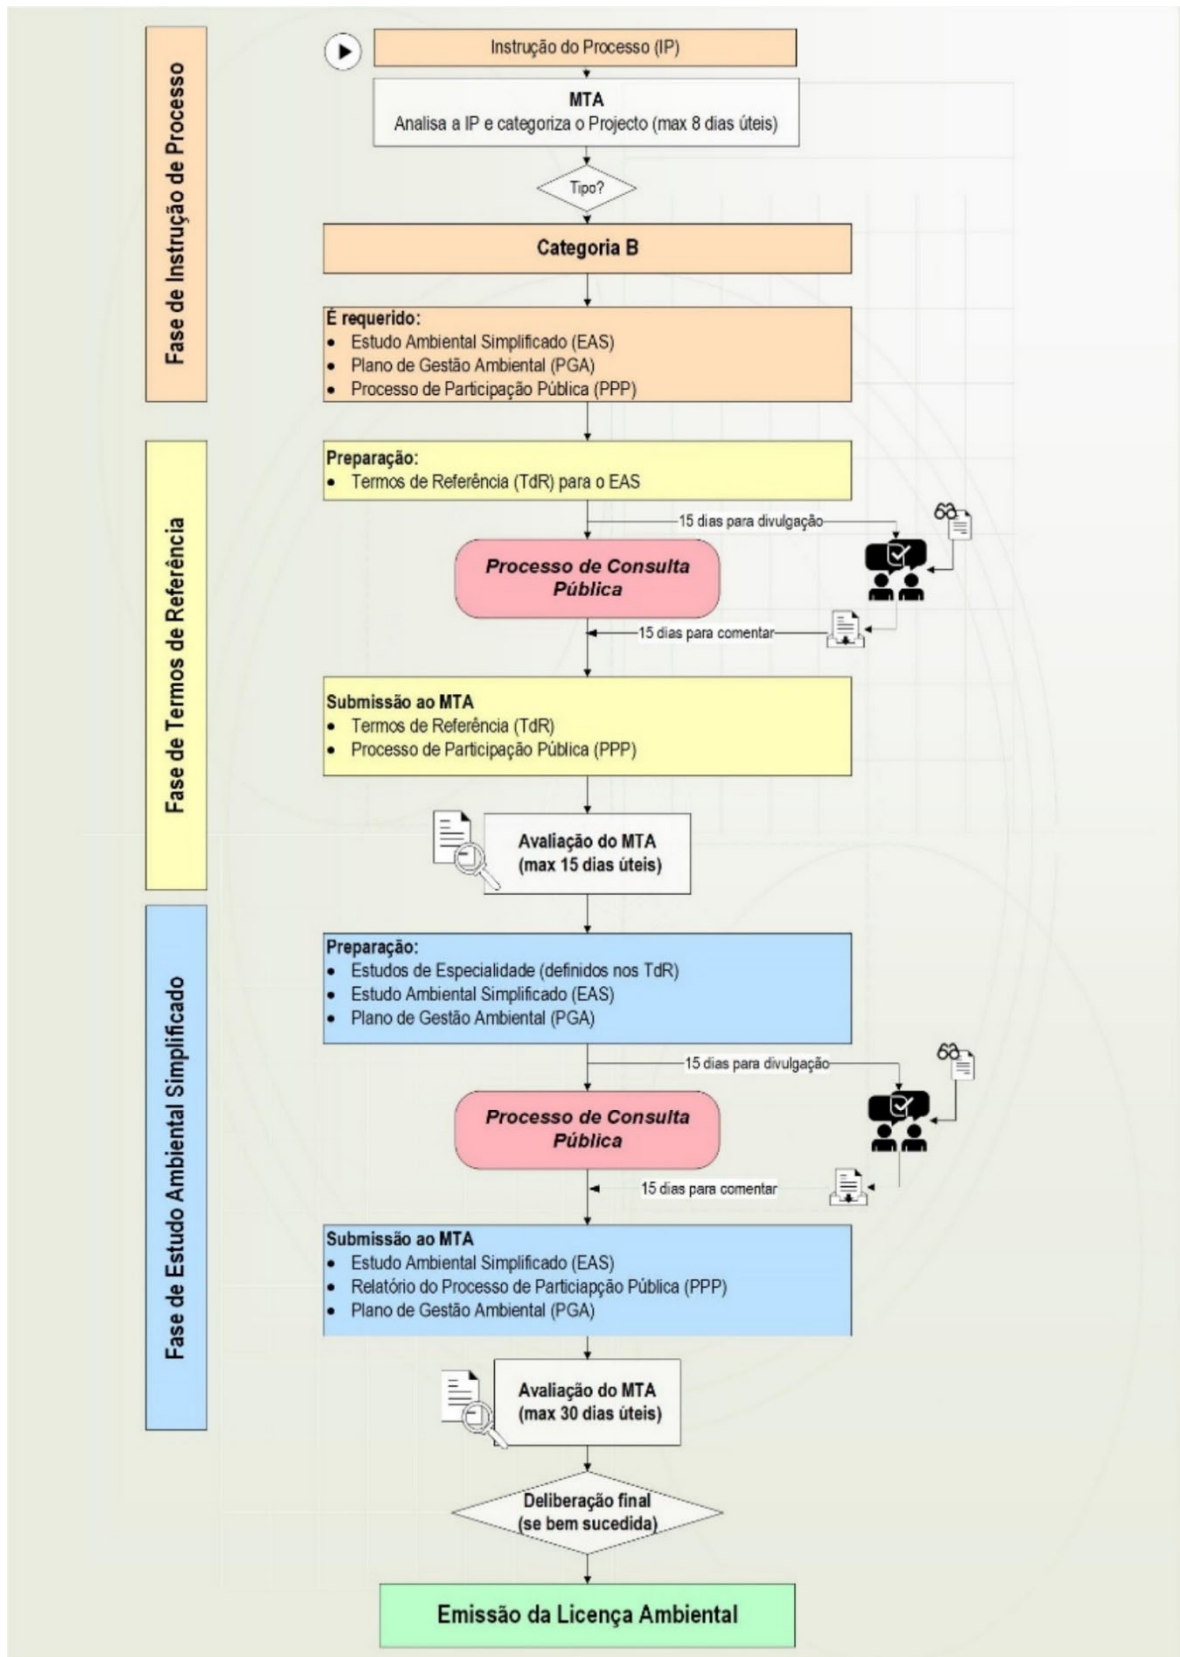 Fase de Instrução de Processo
Instrução do Processo (IP)
MTA
Analisa a IP e categoriza o Projecto (max 8 dias úteis)
Tipo?
Categoria B
É requerido:
• Estudo Ambiental Simplificado (EAS)
• Plano de Gestão Ambiental (PGA)
• Processo de Participação Pública (PPP)
Fase de Termos de Referência
Preparação:
• Termos de Referência (TdR) para o EAS
15 dias para divulgação
Processo de Consulta
Pública
15 dias para comentar
Submissão ao MTA
• Termos de Referência (TdR)
• Processo de Participação Pública (PPP)
Avaliação do MTA
(max 15 dias úteis)
Fase de Estudo Ambiental Simplificado
Preparação:
• Estudos de Especialidade (definidos nos TdR)
• Estudo Ambiental Simplificado (EAS)
• Plano de Gestão Ambiental (PGA)
15 dias para divulgação
Processo de Consulta
Pública
15 dias para comentar
Submissão ao MTA
• Estudo Ambiental Simplificado (EAS)
• Relatório do Processo de Particiapção Pública (PPP)
• Plano de Gestão Ambiental (PGA)
Avaliação do MTA
(max 30 dias úteis)
Deliberação final
(se bem sucedida)
Emissão da Licença Ambiental